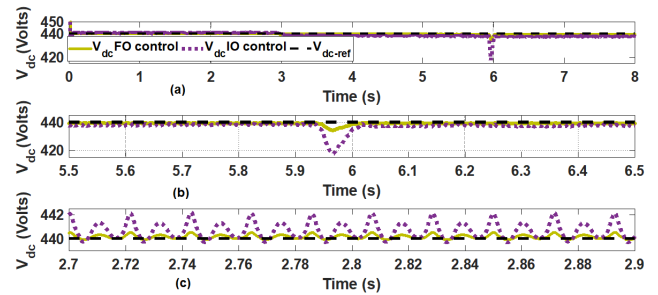 V_dc (Volts)
450
440
420
V_dc FO control V_dc IO control V_dc-ref
0 1 2 3 4 5 6 7 8
(a)
Time (s)
V_dc (Volts)
440
420
5.5 5.6 5.7 5.8 5.9 6 6.1 6.2 6.3 6.4 6.5
(b)
Time (s)
V_dc (Volts)
442
440
2.7 2.72 2.74 2.76 2.78 2.8 2.82 2.84 2.86 2.88 2.9
(c)
Time (s)